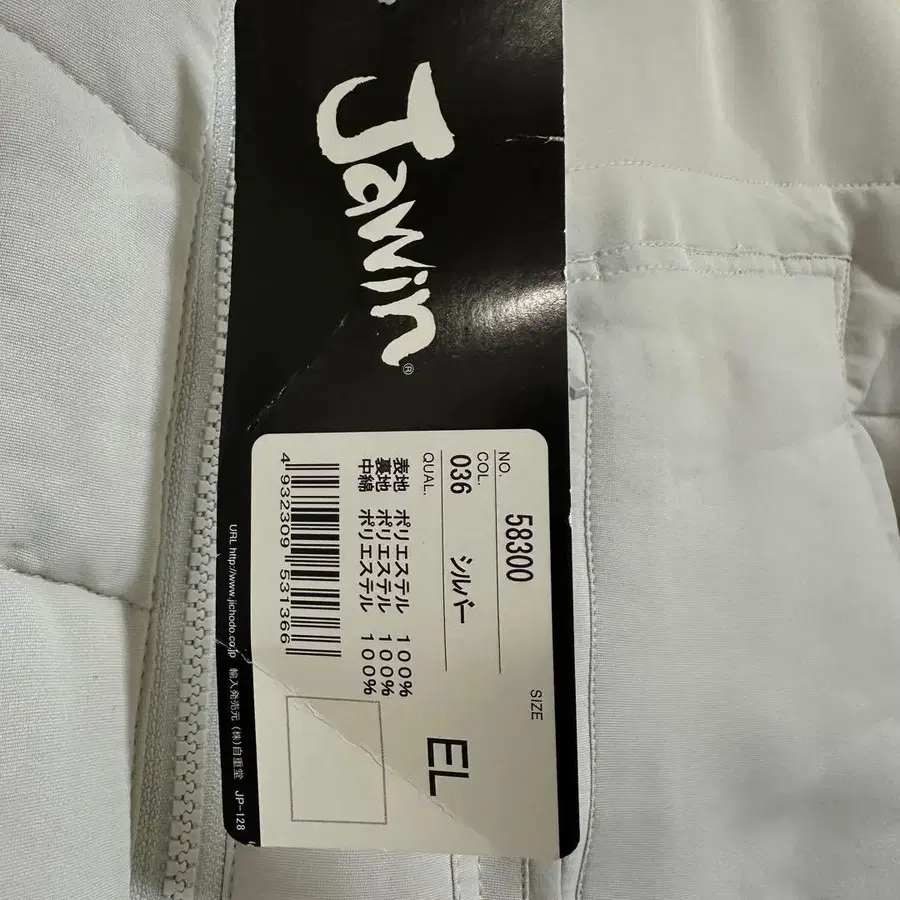 Jawin®
NO. 58300
COL. 036 シルバー
QUAL.
表地 ポリエステル 100%
裏地 ポリエステル 100%
中綿 ポリエステル 100%
4 932309 531366
SIZE
EL
URL http://www.jichodo.co.jp 輸入発売元 (株)自重堂 JP-128